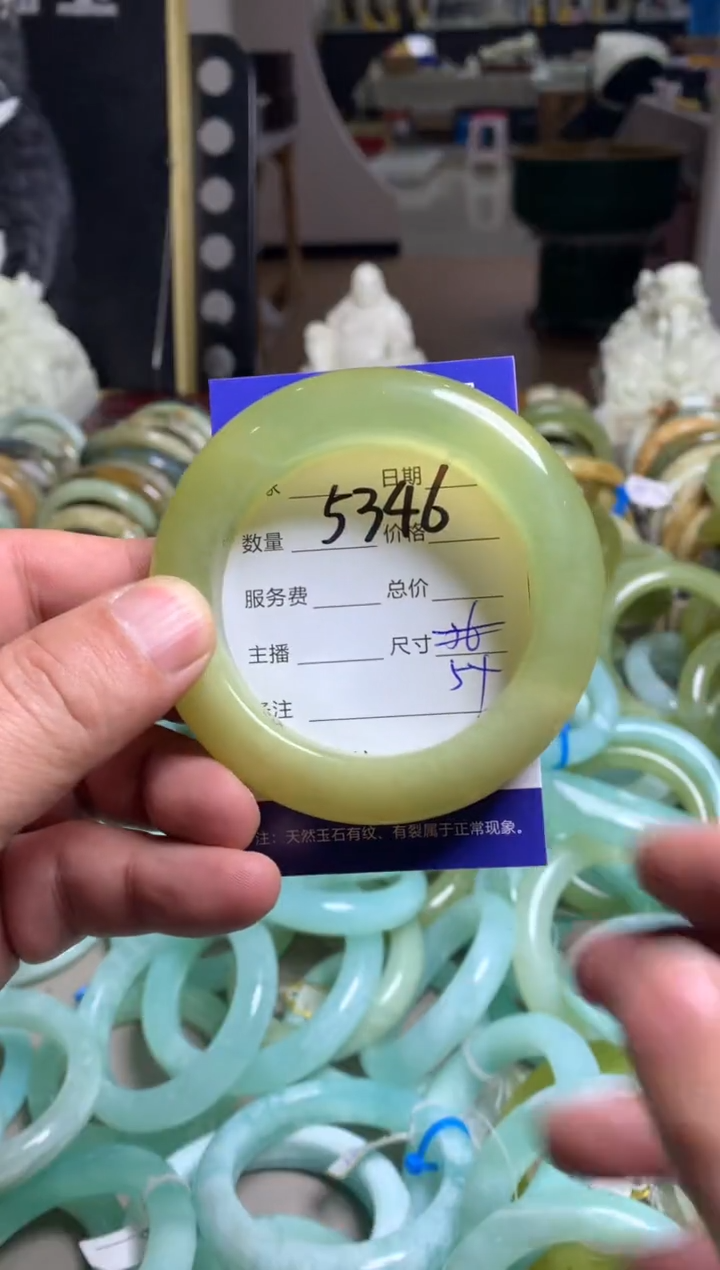 日期
5346
数量 价格
服务费 总价
主播 尺寸 36
54
注
注：天然玉石有纹、有裂属于正常现象。